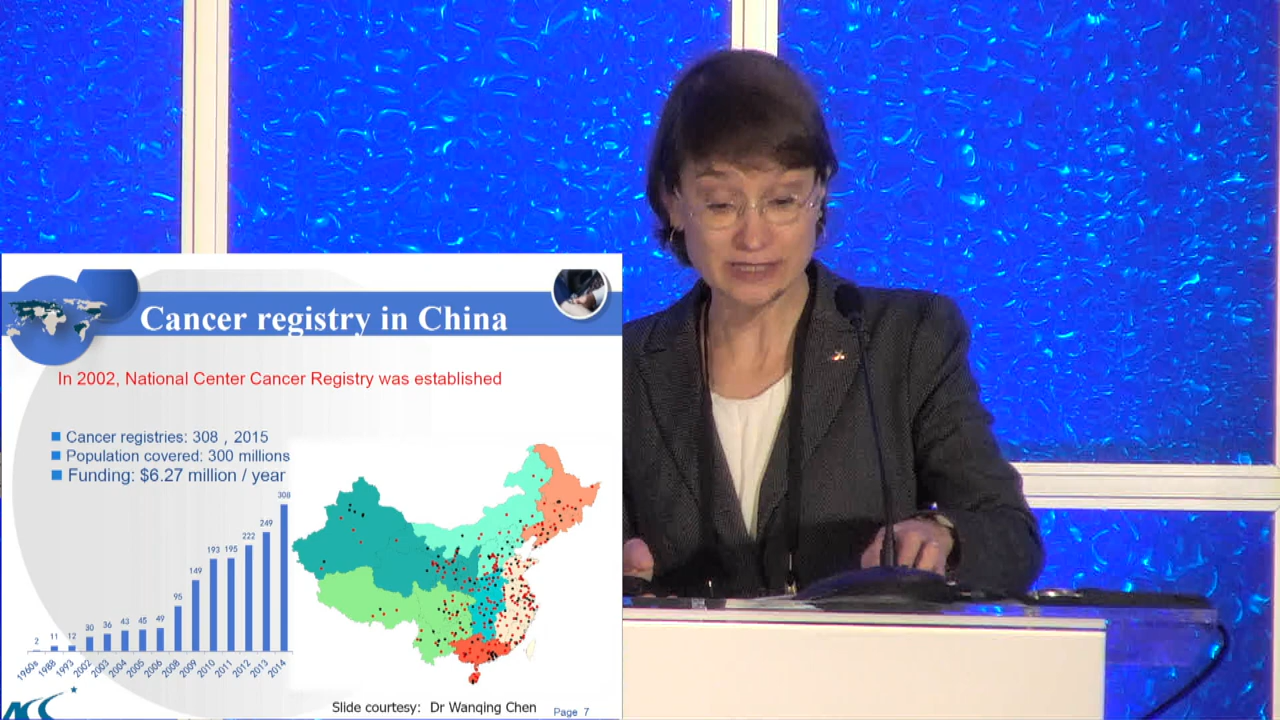 Cancer registry in China
In 2002, National Center Cancer Registry was established
Cancer registries: 308 , 2015
Population covered: 300 millions
Funding: $6.27 million / year
2 11 12 30 36 43 45 49 95 149 193 195 222 249 308
1960s 1988 1993 2002 2003 2004 2005 2006 2008 2009 2010 2011 2012 2013 2014
Slide courtesy: Dr Wanqing Chen
Page 7